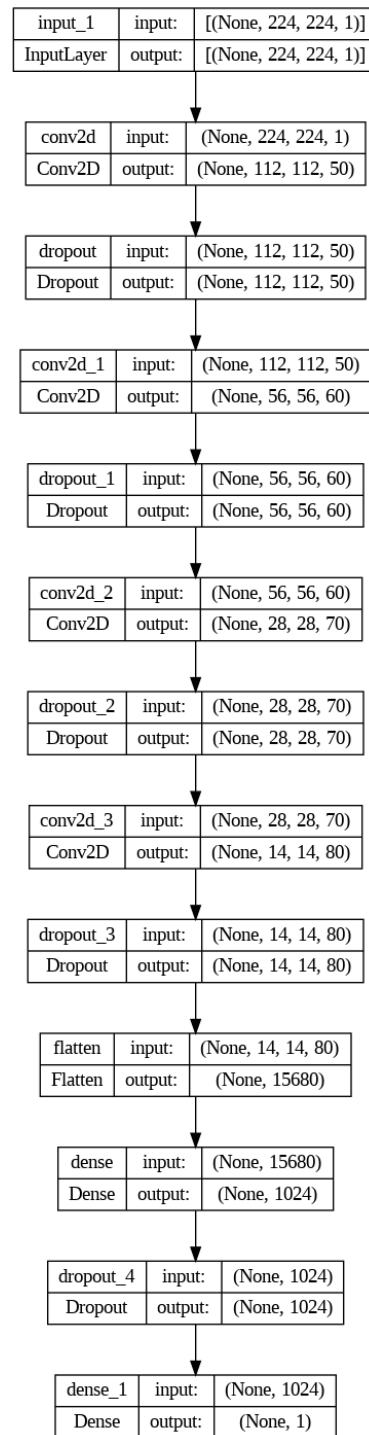 input_1 input: [(None, 224, 224, 1)]
InputLayer output: [(None, 224, 224, 1)]
conv2d input: (None, 224, 224, 1)
Conv2D output: (None, 112, 112, 50)
dropout input: (None, 112, 112, 50)
Dropout output: (None, 112, 112, 50)
conv2d_1 input: (None, 112, 112, 50)
Conv2D output: (None, 56, 56, 60)
dropout_1 input: (None, 56, 56, 60)
Dropout output: (None, 56, 56, 60)
conv2d_2 input: (None, 56, 56, 60)
Conv2D output: (None, 28, 28, 70)
dropout_2 input: (None, 28, 28, 70)
Dropout output: (None, 28, 28, 70)
conv2d_3 input: (None, 28, 28, 70)
Conv2D output: (None, 14, 14, 80)
dropout_3 input: (None, 14, 14, 80)
Dropout output: (None, 14, 14, 80)
flatten input: (None, 14, 14, 80)
Flatten output: (None, 15680)
dense input: (None, 15680)
Dense output: (None, 1024)
dropout_4 input: (None, 1024)
Dropout output: (None, 1024)
dense_1 input: (None, 1024)
Dense output: (None, 1)